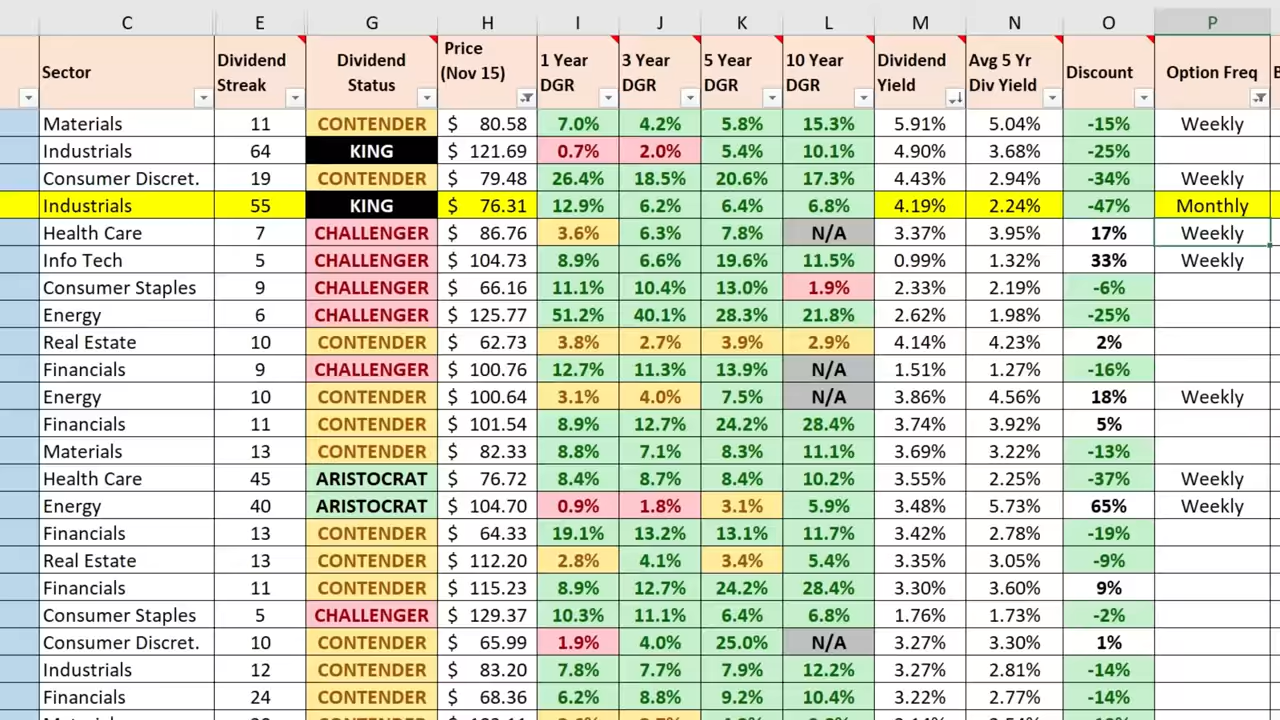 C E G H I J K L M N O P
Sector Dividend Streak Dividend Status Price (Nov 15) 1 Year DGR 3 Year DGR 5 Year DGR 10 Year DGR Dividend Yield Avg 5 Yr Div Yield Discount Option Freq
Materials 11 CONTENDER $ 80.58 7.0% 4.2% 5.8% 15.3% 5.91% 5.04% -15% Weekly
Industrials 64 KING $ 121.69 0.7% 2.0% 5.4% 10.1% 4.90% 3.68% -25%
Consumer Discret. 19 CONTENDER $ 79.48 26.4% 18.5% 20.6% 17.3% 4.43% 2.94% -34% Weekly
Industrials 55 KING $ 76.31 12.9% 6.2% 6.4% 6.8% 4.19% 2.24% -47% Monthly
Health Care 7 CHALLENGER $ 86.76 3.6% 6.3% 7.8% N/A 3.37% 3.95% 17% Weekly
Info Tech 5 CHALLENGER $ 104.73 8.9% 6.6% 19.6% 11.5% 0.99% 1.32% 33% Weekly
Consumer Staples 9 CHALLENGER $ 66.16 11.1% 10.4% 13.0% 1.9% 2.33% 2.19% -6%
Energy 6 CHALLENGER $ 125.77 51.2% 40.1% 28.3% 21.8% 2.62% 1.98% -25%
Real Estate 10 CONTENDER $ 62.73 3.8% 2.7% 3.9% 2.9% 4.14% 4.23% 2%
Financials 9 CHALLENGER $ 100.76 12.7% 11.3% 13.9% N/A 1.51% 1.27% -16%
Energy 10 CONTENDER $ 100.64 3.1% 4.0% 7.5% N/A 3.86% 4.56% 18% Weekly
Financials 11 CONTENDER $ 101.54 8.9% 12.7% 24.2% 28.4% 3.74% 3.92% 5%
Materials 13 CONTENDER $ 82.33 8.8% 7.1% 8.3% 11.1% 3.69% 3.22% -13%
Health Care 45 ARISTOCRAT $ 76.72 8.4% 8.7% 8.4% 10.2% 3.55% 2.25% -37% Weekly
Energy 40 ARISTOCRAT $ 104.70 0.9% 1.8% 3.1% 5.9% 3.48% 5.73% 65% Weekly
Financials 13 CONTENDER $ 64.33 19.1% 13.2% 13.1% 11.7% 3.42% 2.78% -19%
Real Estate 13 CONTENDER $ 112.20 2.8% 4.1% 3.4% 5.4% 3.35% 3.05% -9%
Financials 11 CONTENDER $ 115.23 8.9% 12.7% 24.2% 28.4% 3.30% 3.60% 9%
Consumer Staples 5 CHALLENGER $ 129.37 10.3% 11.1% 6.4% 6.8% 1.76% 1.73% -2%
Consumer Discret. 10 CONTENDER $ 65.99 1.9% 4.0% 25.0% N/A 3.27% 3.30% 1%
Industrials 12 CONTENDER $ 83.20 7.8% 7.7% 7.9% 12.2% 3.27% 2.81% -14%
Financials 24 CONTENDER $ 68.36 6.2% 8.8% 9.2% 10.4% 3.22% 2.77% -14%